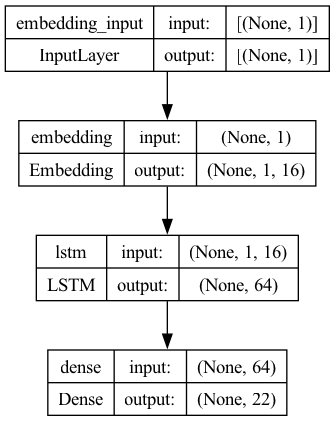 embedding_input input: [(None, 1)]
InputLayer output: [(None, 1)]
embedding input: (None, 1)
Embedding output: (None, 1, 16)
lstm input: (None, 1, 16)
LSTM output: (None, 64)
dense input: (None, 64)
Dense output: (None, 22)